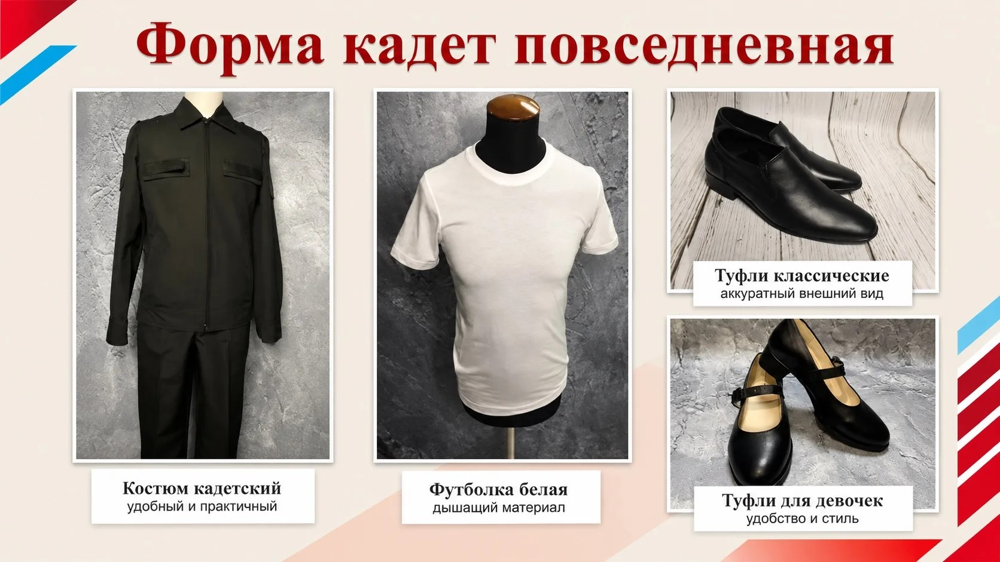 Форма кадет повседневная
Костюм кадетский
удобный и практичный
Футболка белая
дышащий материал
Туфли классические
аккуратный внешний вид
Туфли для девочек
удобство и стиль